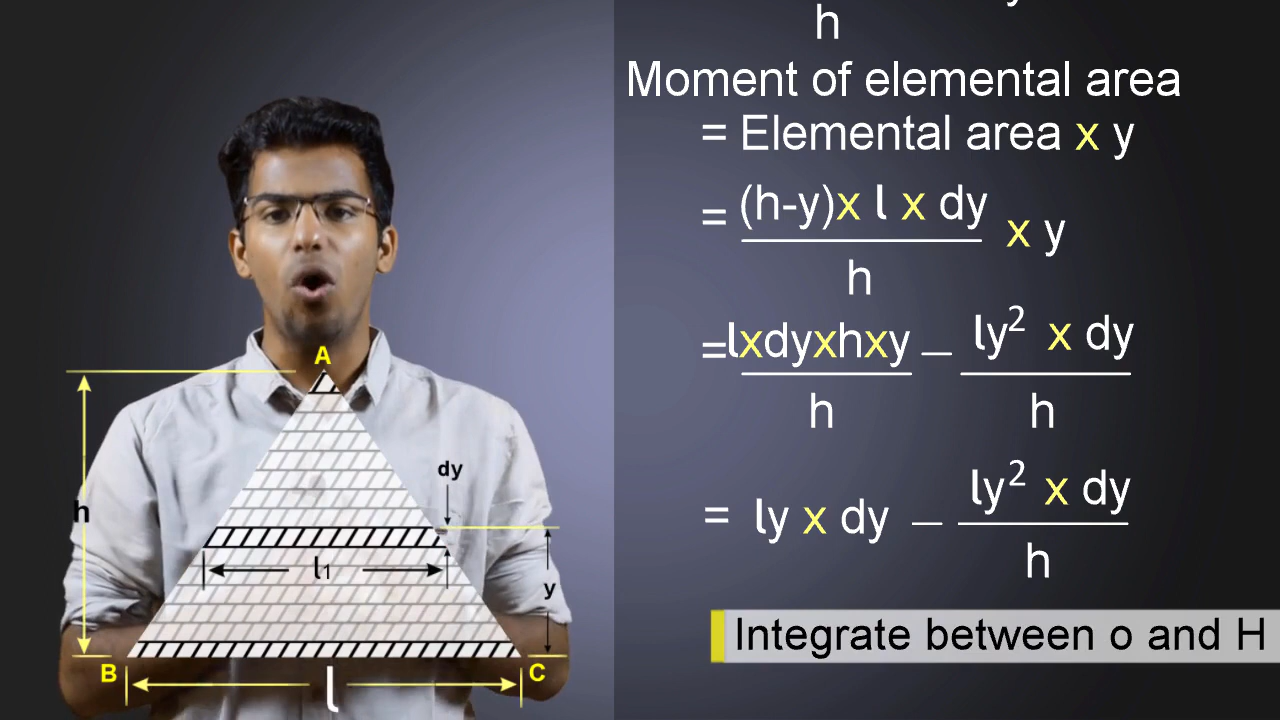 h
Moment of elemental area
= Elemental area x y
= (h-y)x l x dy x y
h
= lxdyxhxy – ly² x dy
h h
= ly x dy – ly² x dy
h
Integrate between o and H
A
dy
h
l₁
y
B
C
l